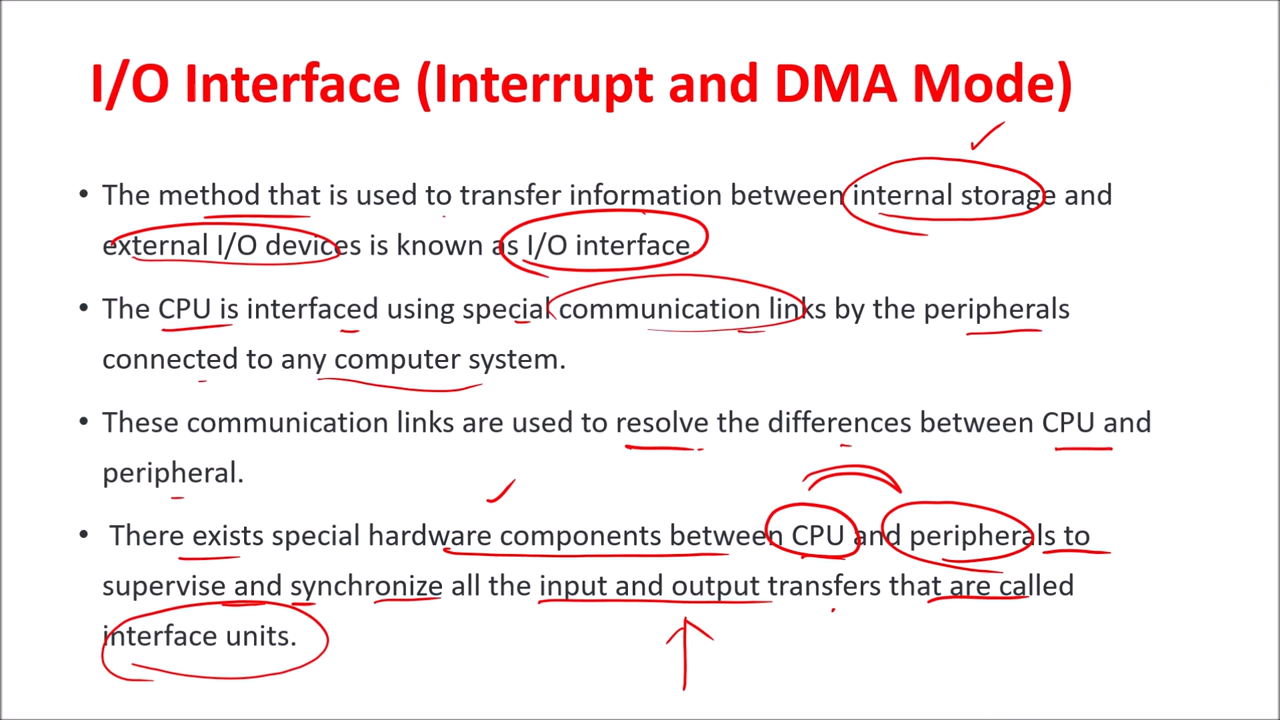 I/O Interface (Interrupt and DMA Mode)
• The method that is used to transfer information between internal storage and
external I/O devices is known as I/O interface.
• The CPU is interfaced using special communication links by the peripherals
connected to any computer system.
• These communication links are used to resolve the differences between CPU and
peripheral.
• There exists special hardware components between CPU and peripherals to
supervise and synchronize all the input and output transfers that are called
interface units.